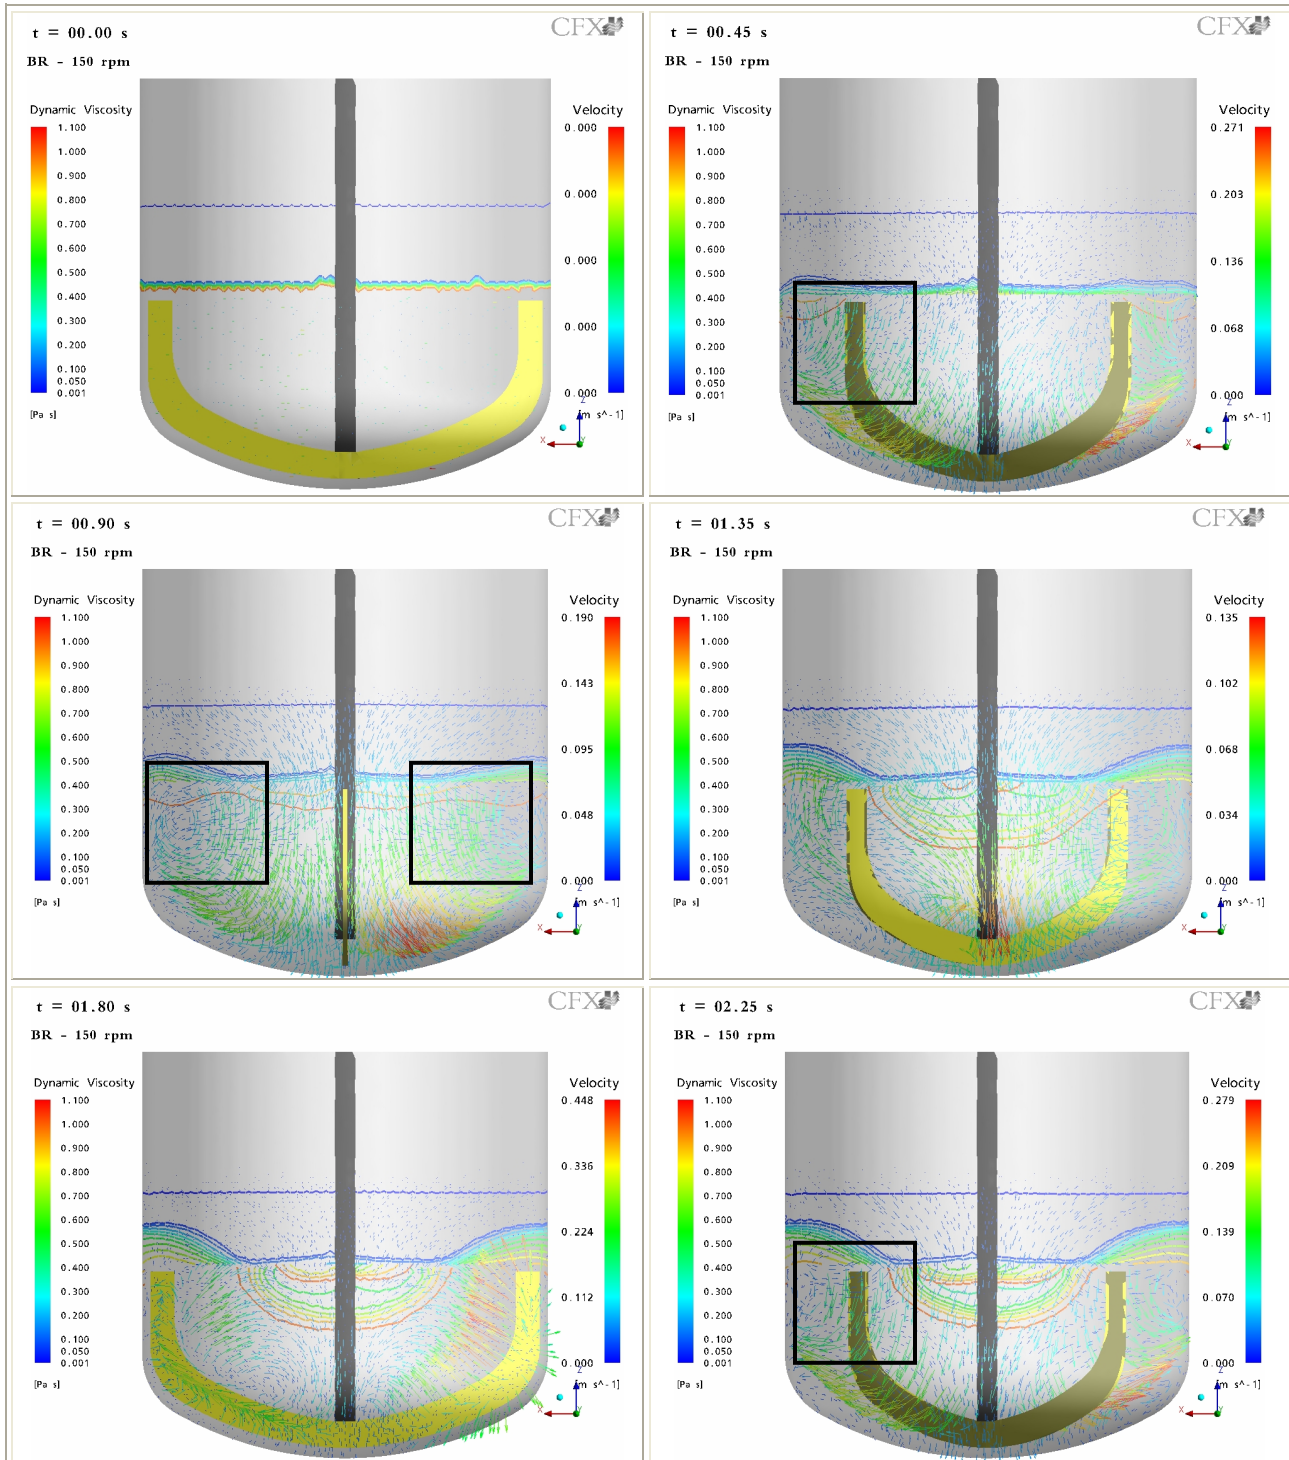 t = 00.00 s
CFX
BR - 150 rpm
Dynamic Viscosity
Velocity
1.100
1.000
0.900
0.800
0.700
0.600
0.500
0.400
0.300
0.200
0.100
0.050
0.001
[Pa s]
0.000
0.000
0.000
0.000
0.000
[m s^-1]
Z
X
Y
t = 00.45 s
CFX
BR - 150 rpm
Dynamic Viscosity
Velocity
1.100
1.000
0.900
0.800
0.700
0.600
0.500
0.400
0.300
0.200
0.100
0.050
0.001
[Pa s]
0.271
0.203
0.136
0.068
0.000
[m s^-1]
Z
X
Y
t = 00.90 s
CFX
BR - 150 rpm
Dynamic Viscosity
Velocity
1.100
1.000
0.900
0.800
0.700
0.600
0.500
0.400
0.300
0.200
0.100
0.050
0.001
[Pa s]
0.190
0.143
0.095
0.048
0.000
[m s^-1]
Z
X
Y
t = 01.35 s
CFX
BR - 150 rpm
Dynamic Viscosity
Velocity
1.100
1.000
0.900
0.800
0.700
0.600
0.500
0.400
0.300
0.200
0.100
0.050
0.001
[Pa s]
0.135
0.102
0.068
0.034
0.000
[m s^-1]
Z
X
Y
t = 01.80 s
CFX
BR - 150 rpm
Dynamic Viscosity
Velocity
1.100
1.000
0.900
0.800
0.700
0.600
0.500
0.400
0.300
0.200
0.100
0.050
0.001
[Pa s]
0.448
0.336
0.224
0.112
0.000
[m s^-1]
Z
X
Y
t = 02.25 s
CFX
BR - 150 rpm
Dynamic Viscosity
Velocity
1.100
1.000
0.900
0.800
0.700
0.600
0.500
0.400
0.300
0.200
0.100
0.050
0.001
[Pa s]
0.279
0.209
0.139
0.070
0.000
[m s^-1]
Z
X
Y